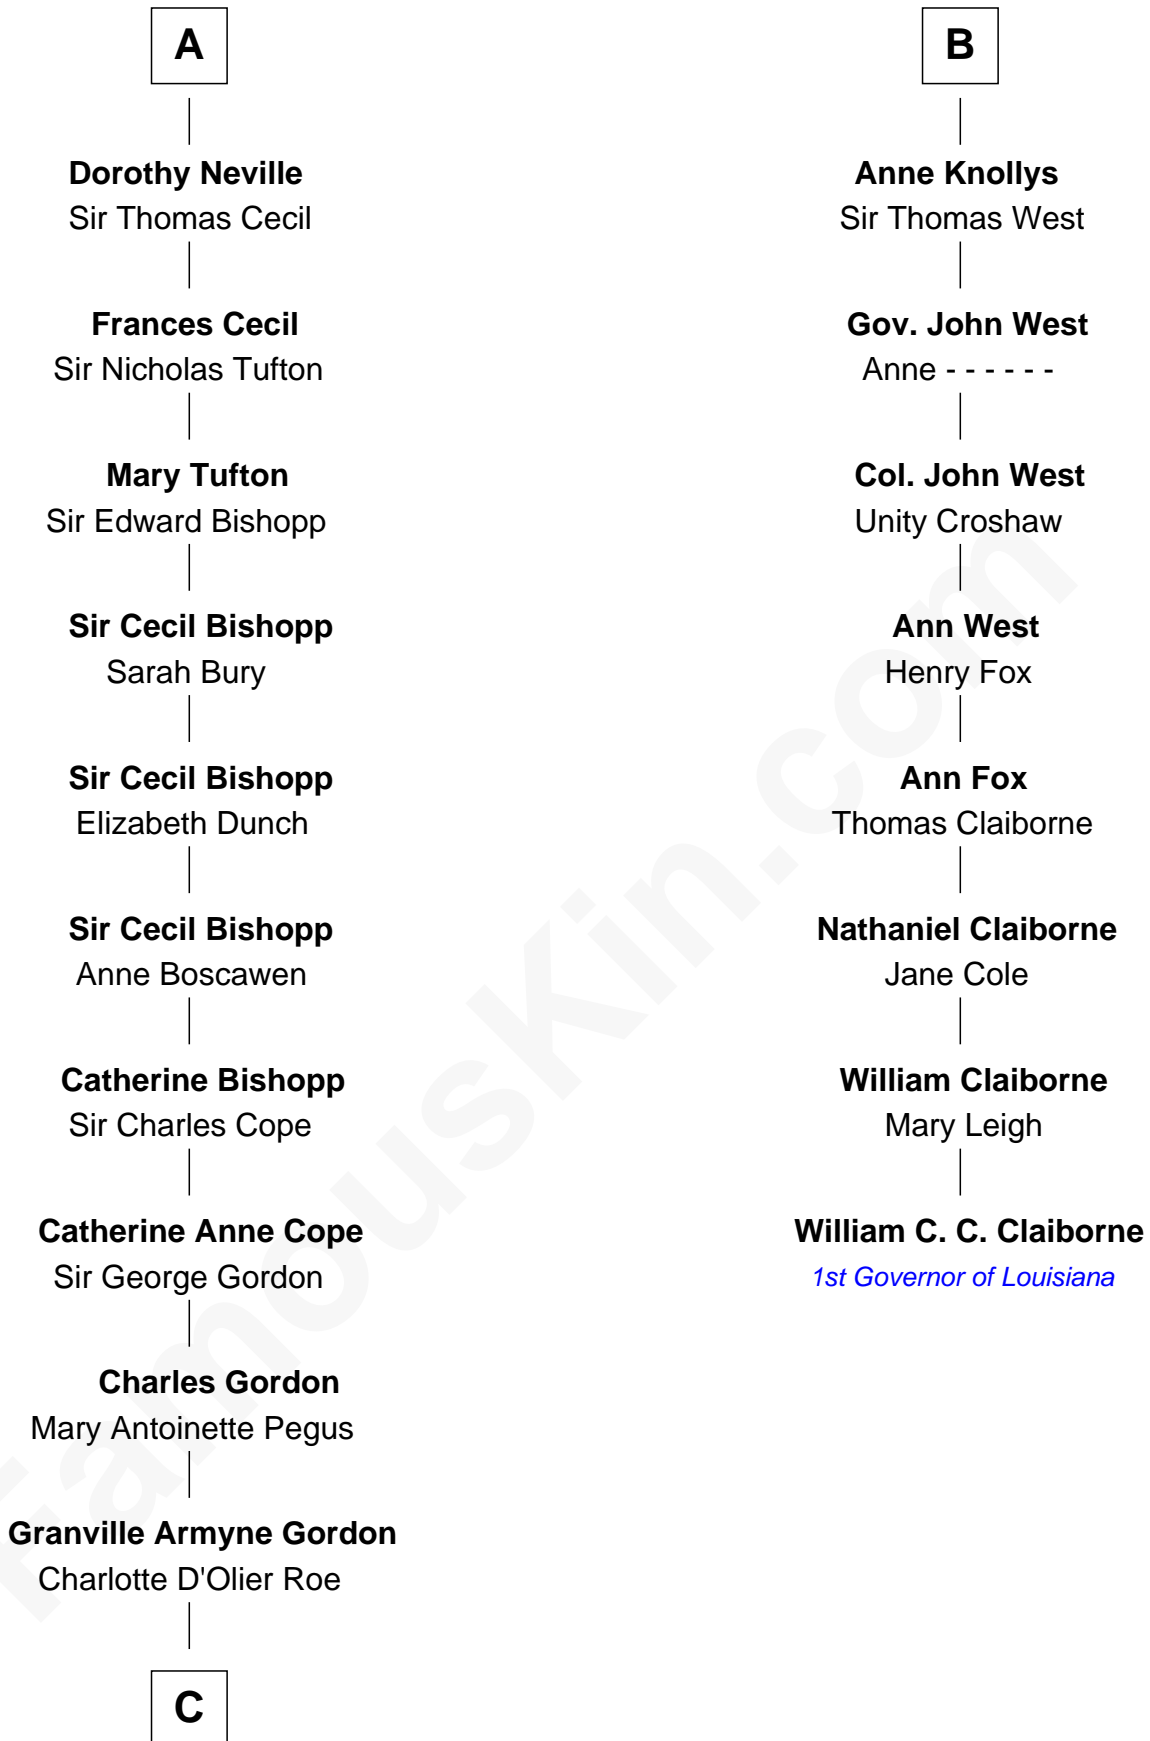 A
Dorothy Neville
Sir Thomas Cecil
Frances Cecil
Sir Nicholas Tufton
Mary Tufton
Sir Edward Bishopp
Sir Cecil Bishopp
Sarah Bury
Sir Cecil Bishopp
Elizabeth Dunch
Sir Cecil Bishopp
Anne Boscawen
Catherine Bishopp
Sir Charles Cope
Catherine Anne Cope
Sir George Gordon
Charles Gordon
Mary Antoinette Pegus
Granville Armyne Gordon
Charlotte D'Olier Roe
C
B
Anne Knollys
Sir Thomas West
Gov. John West
Anne - - - - - -
Col. John West
Unity Croshaw
Ann West
Henry Fox
Ann Fox
Thomas Claiborne
Nathaniel Claiborne
Jane Cole
William Claiborne
Mary Leigh
William C. C. Claiborne
1st Governor of Louisiana
FamousKin.com